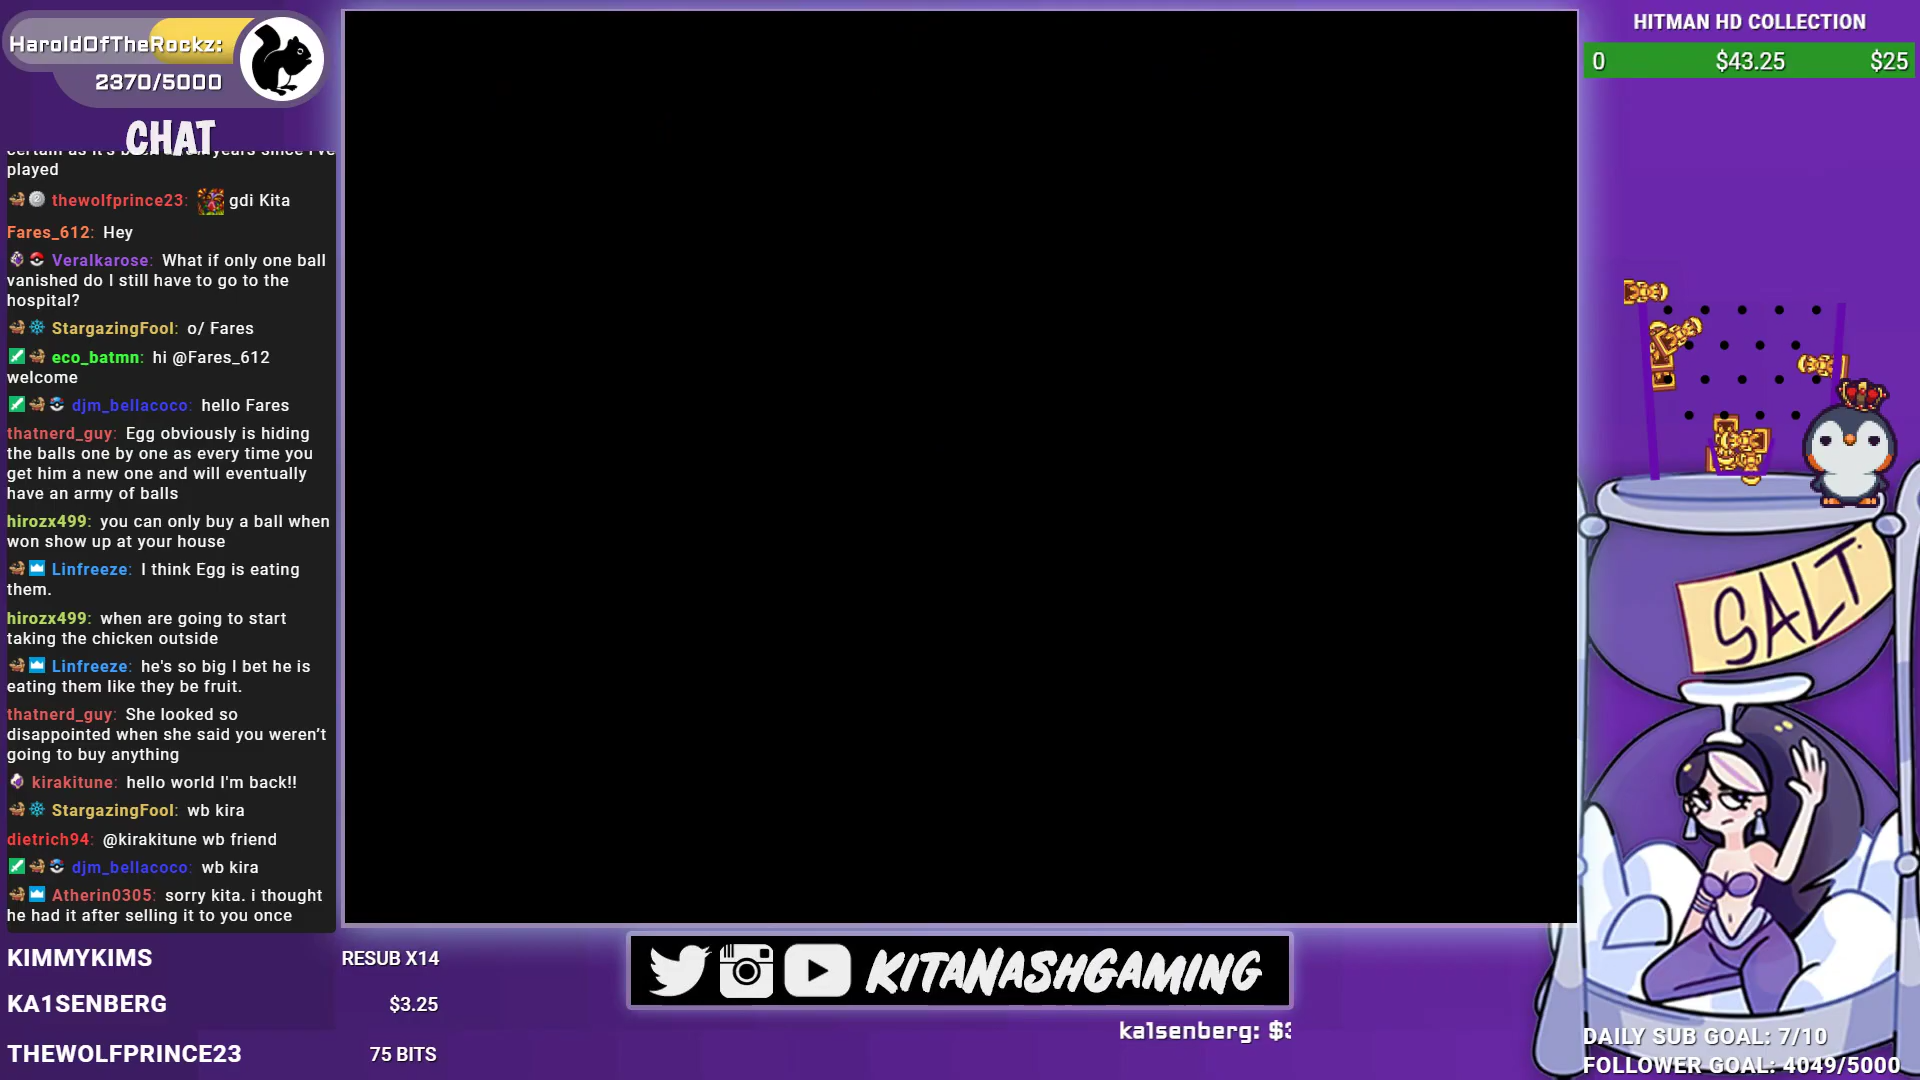 HaroldOfTheRockz:
2370/5000
CHAT
played
thewolfprince23: gdi Kita
Fares_612: Hey
Veralkarose: What if only one ball
vanished do I still have to go to the
hospital?
StargazingFool: o/ Fares
eco_batmn: hi @Fares_612
welcome
djm_bellacoco: hello Fares
thatnerd_guy: Egg obviously is hiding
the balls one by one as every time you
get him a new one and will eventually
have an army of balls
hirozx499: you can only buy a ball when
won show up at your house
Linfreeze: I think Egg is eating
them.
hirozx499: when are going to start
taking the chicken outside
Linfreeze: he's so big I bet he is
eating them like they be fruit.
thatnerd_guy: She looked so
disappointed when she said you weren't
going to buy anything
kirakitune: hello world I'm back!!
StargazingFool: wb kira
dietrich94: @kirakitune wb friend
djm_bellacoco: wb kira
Atherin0305: sorry kita. i thought
he had it after selling it to you once
KIMMYKIMS RESUB X14
KA1SENBERG $3.25
THEWOLFPRINCE23 75 BITS
KITANASHGAMING
ka1senberg: $3
HITMAN HD COLLECTION
0 $43.25 $25
SALT
DAILY SUB GOAL: 7/10
FOLLOWER GOAL: 4049/5000